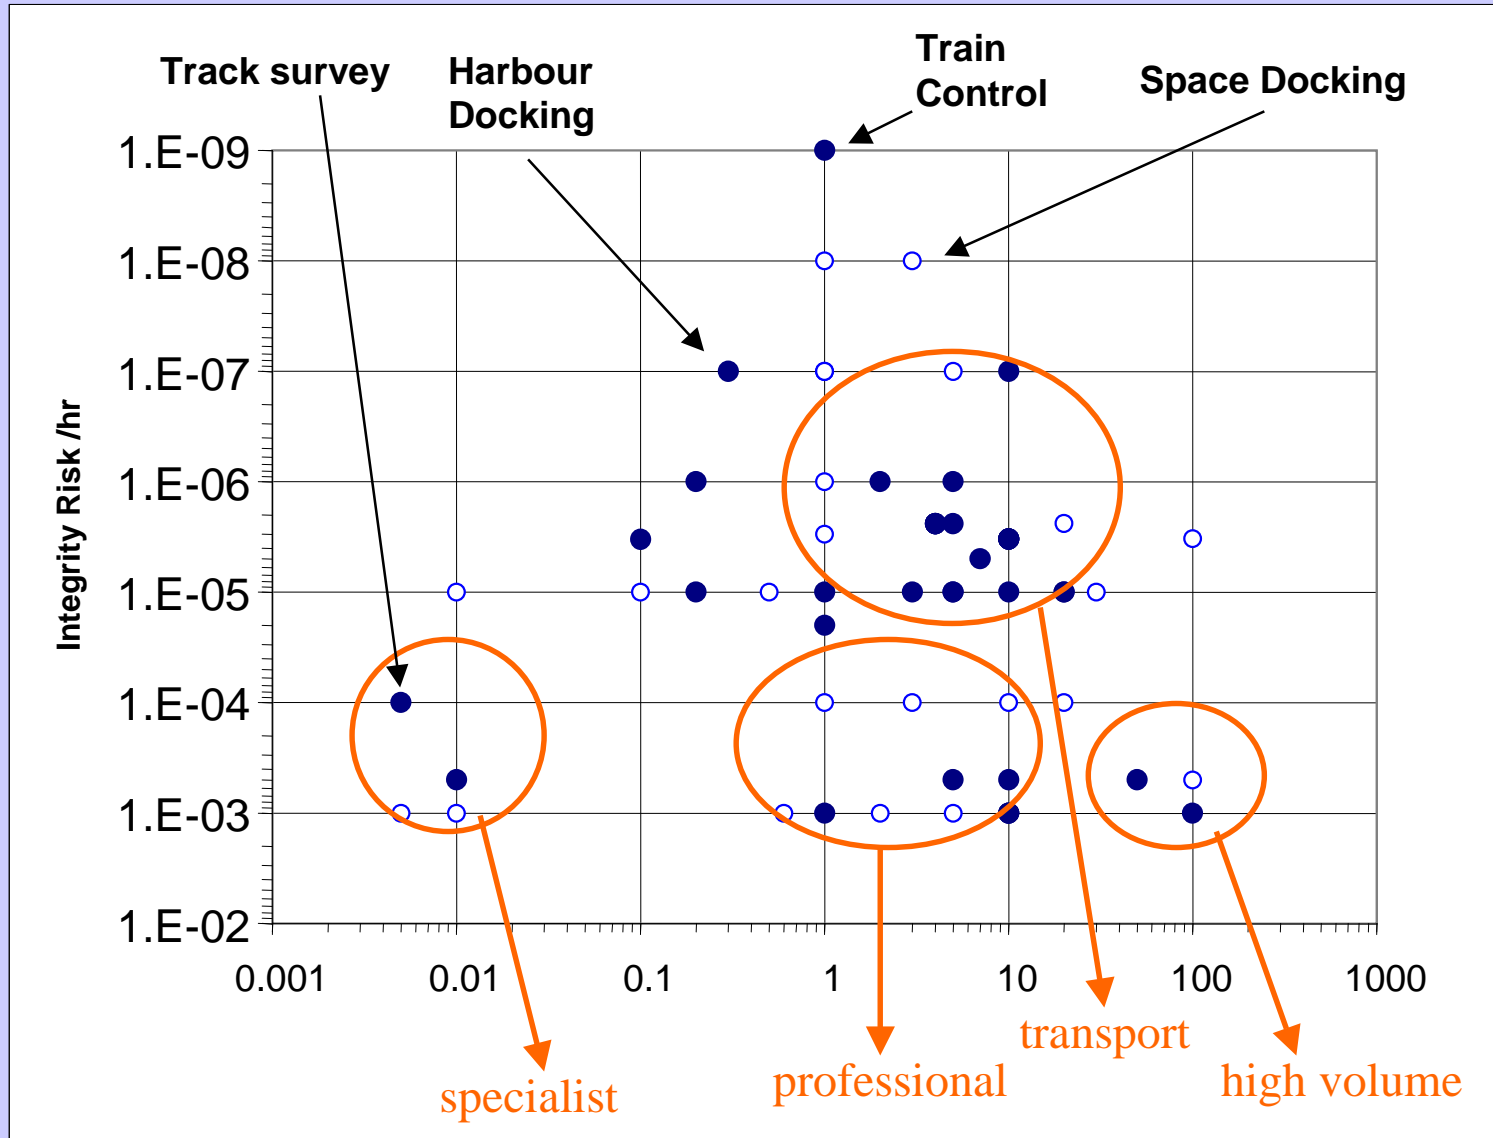 Track survey
Harbour
Docking
Train
Control
Space Docking
1.E-09
1.E-08
1.E-07
1.E-06
1.E-05
1.E-04
1.E-03
1.E-02
Integrity Risk /hr
0.001
0.01
0.1
1
10
100
1000
transport
professional
high volume
specialist